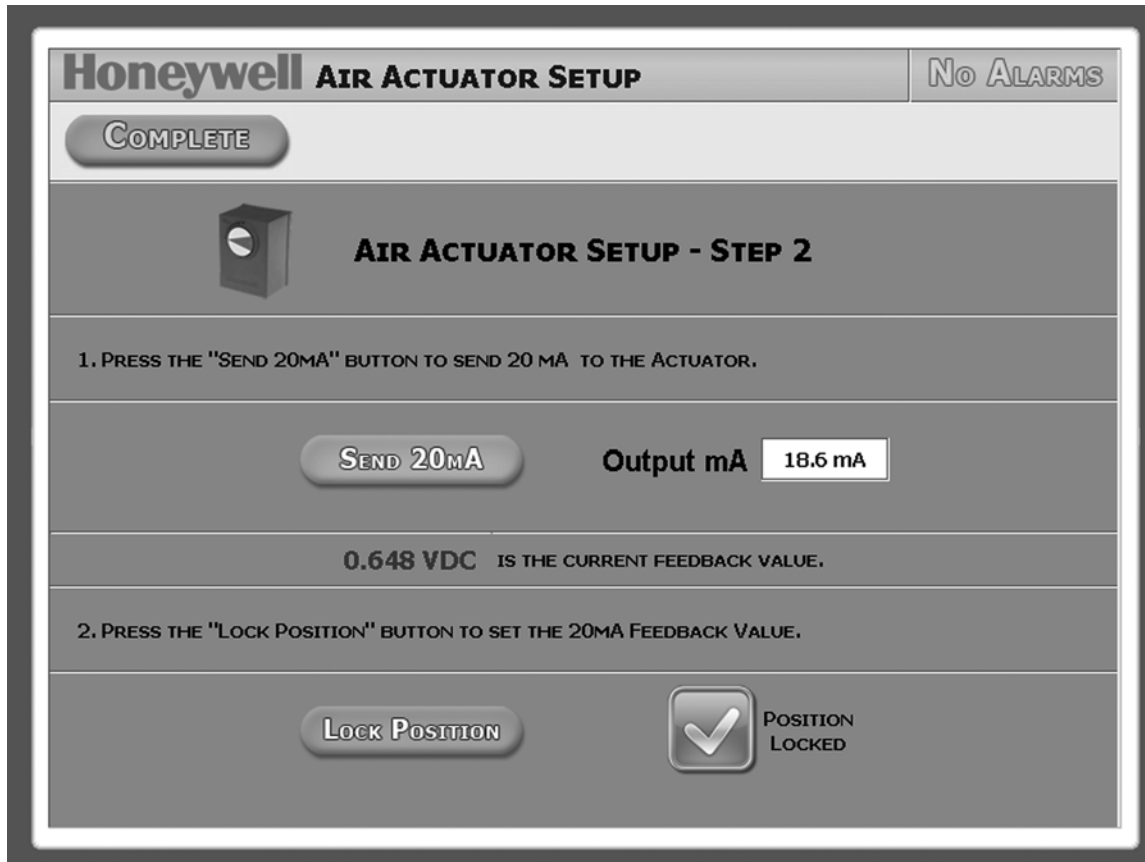 Honeywell AIR ACTUATOR SETUP
NO ALARMS
COMPLETE
AIR ACTUATOR SETUP - STEP 2
1. PRESS THE "SEND 20MA" BUTTON TO SEND 20 MA TO THE ACTUATOR.
SEND 20MA
Output mA 18.6 mA
0.648 VDC IS THE CURRENT FEEDBACK VALUE.
2. PRESS THE "LOCK POSITION" BUTTON TO SET THE 20MA FEEDBACK VALUE.
LOCK POSITION
POSITION
LOCKED